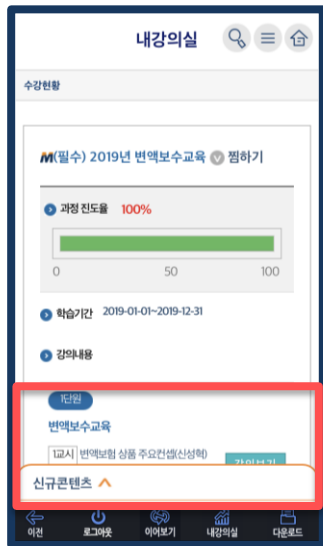 내강의실
수강현황
M(필수) 2019년 변액보수교육 찜하기
과정 진도율 100%
0 50 100
학습기간 2019-01-01~2019-12-31
강의내용
1단원
변액보수교육
1교시 변액보험 상품 주요컨셉(신성혁)
강의보기
신규콘텐츠
이전 로그아웃 이어보기 내강의실 다운로드